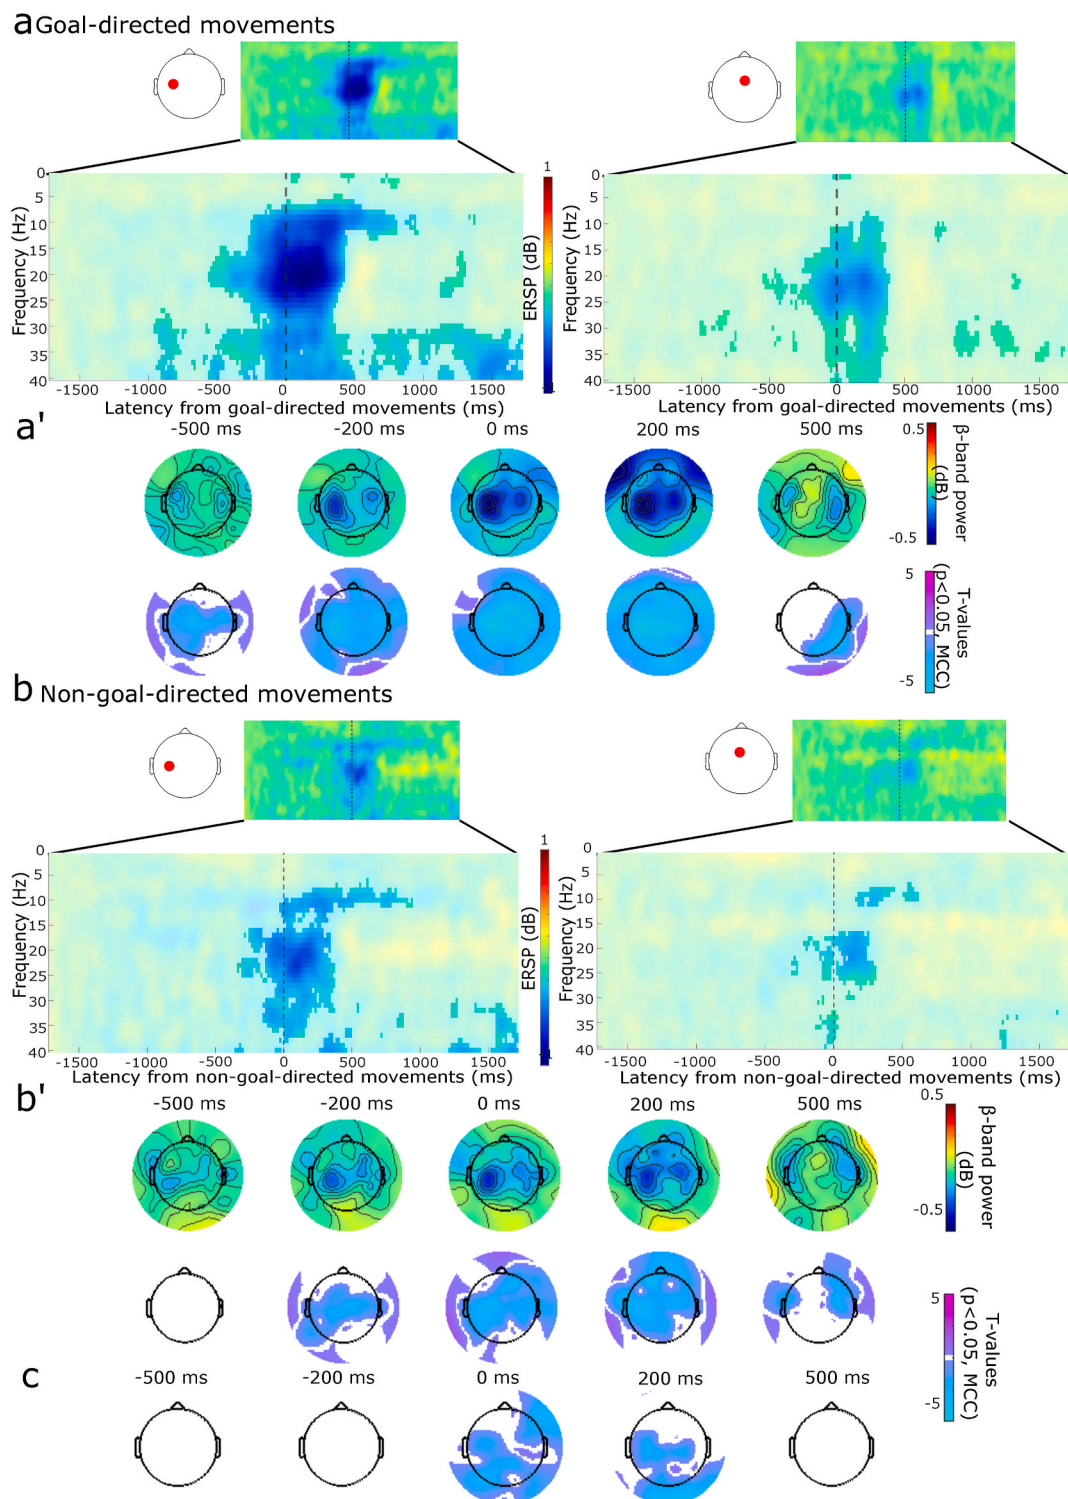 a Goal-directed movements
0
5
10
15
20
25
30
35
40
Frequency (Hz)
-1500
-1000
-500
0
500
1000
1500
Latency from goal-directed movements (ms)
1
-1
ERSP (dB)
0
5
10
15
20
25
30
35
40
Frequency (Hz)
-1500
-1000
-500
0
500
1000
1500
Latency from goal-directed movements (ms)
a'
-500 ms
-200 ms
0 ms
200 ms
500 ms
0.5
-0.5
β-band power
(dB)
5
-5
T-values
(p<0.05, MCC)
b Non-goal-directed movements
0
5
10
15
20
25
30
35
40
Frequency (Hz)
-1500
-1000
-500
0
500
1000
1500
Latency from non-goal-directed movements (ms)
1
-1
ERSP (dB)
0
5
10
15
20
25
30
35
40
Frequency (Hz)
-1500
-1000
-500
0
500
1000
1500
Latency from non-goal-directed movements (ms)
b'
-500 ms
-200 ms
0 ms
200 ms
500 ms
0.5
-0.5
β-band power
(dB)
5
-5
T-values
(p<0.05, MCC)
c
-500 ms
-200 ms
0 ms
200 ms
500 ms